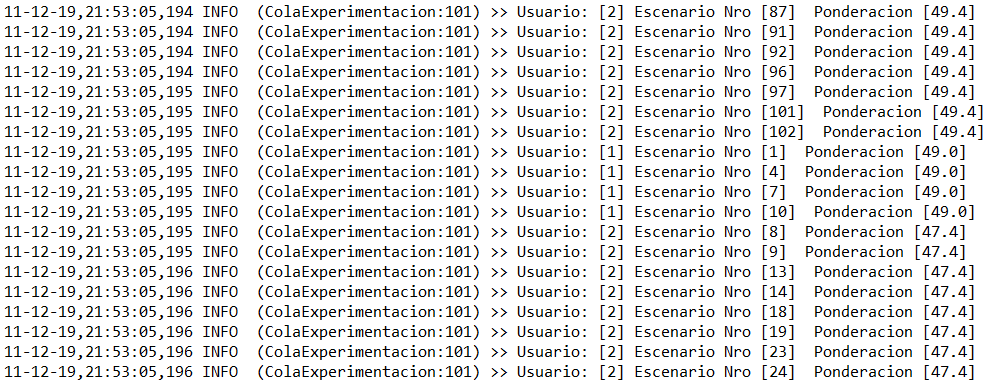 11-12-19,21:53:05,194 INFO  (ColaExperimentacion:101) >> Usuario: [2] Escenario Nro [87]  Ponderacion [49.4]
11-12-19,21:53:05,194 INFO  (ColaExperimentacion:101) >> Usuario: [2] Escenario Nro [91]  Ponderacion [49.4]
11-12-19,21:53:05,194 INFO  (ColaExperimentacion:101) >> Usuario: [2] Escenario Nro [92]  Ponderacion [49.4]
11-12-19,21:53:05,194 INFO  (ColaExperimentacion:101) >> Usuario: [2] Escenario Nro [96]  Ponderacion [49.4]
11-12-19,21:53:05,195 INFO  (ColaExperimentacion:101) >> Usuario: [2] Escenario Nro [97]  Ponderacion [49.4]
11-12-19,21:53:05,195 INFO  (ColaExperimentacion:101) >> Usuario: [2] Escenario Nro [101]  Ponderacion [49.4]
11-12-19,21:53:05,195 INFO  (ColaExperimentacion:101) >> Usuario: [2] Escenario Nro [102]  Ponderacion [49.4]
11-12-19,21:53:05,195 INFO  (ColaExperimentacion:101) >> Usuario: [1] Escenario Nro [1]  Ponderacion [49.0]
11-12-19,21:53:05,195 INFO  (ColaExperimentacion:101) >> Usuario: [1] Escenario Nro [4]  Ponderacion [49.0]
11-12-19,21:53:05,195 INFO  (ColaExperimentacion:101) >> Usuario: [1] Escenario Nro [7]  Ponderacion [49.0]
11-12-19,21:53:05,195 INFO  (ColaExperimentacion:101) >> Usuario: [1] Escenario Nro [10]  Ponderacion [49.0]
11-12-19,21:53:05,195 INFO  (ColaExperimentacion:101) >> Usuario: [2] Escenario Nro [8]  Ponderacion [47.4]
11-12-19,21:53:05,195 INFO  (ColaExperimentacion:101) >> Usuario: [2] Escenario Nro [9]  Ponderacion [47.4]
11-12-19,21:53:05,196 INFO  (ColaExperimentacion:101) >> Usuario: [2] Escenario Nro [13]  Ponderacion [47.4]
11-12-19,21:53:05,196 INFO  (ColaExperimentacion:101) >> Usuario: [2] Escenario Nro [14]  Ponderacion [47.4]
11-12-19,21:53:05,196 INFO  (ColaExperimentacion:101) >> Usuario: [2] Escenario Nro [18]  Ponderacion [47.4]
11-12-19,21:53:05,196 INFO  (ColaExperimentacion:101) >> Usuario: [2] Escenario Nro [19]  Ponderacion [47.4]
11-12-19,21:53:05,196 INFO  (ColaExperimentacion:101) >> Usuario: [2] Escenario Nro [23]  Ponderacion [47.4]
11-12-19,21:53:05,196 INFO  (ColaExperimentacion:101) >> Usuario: [2] Escenario Nro [24]  Ponderacion [47.4]